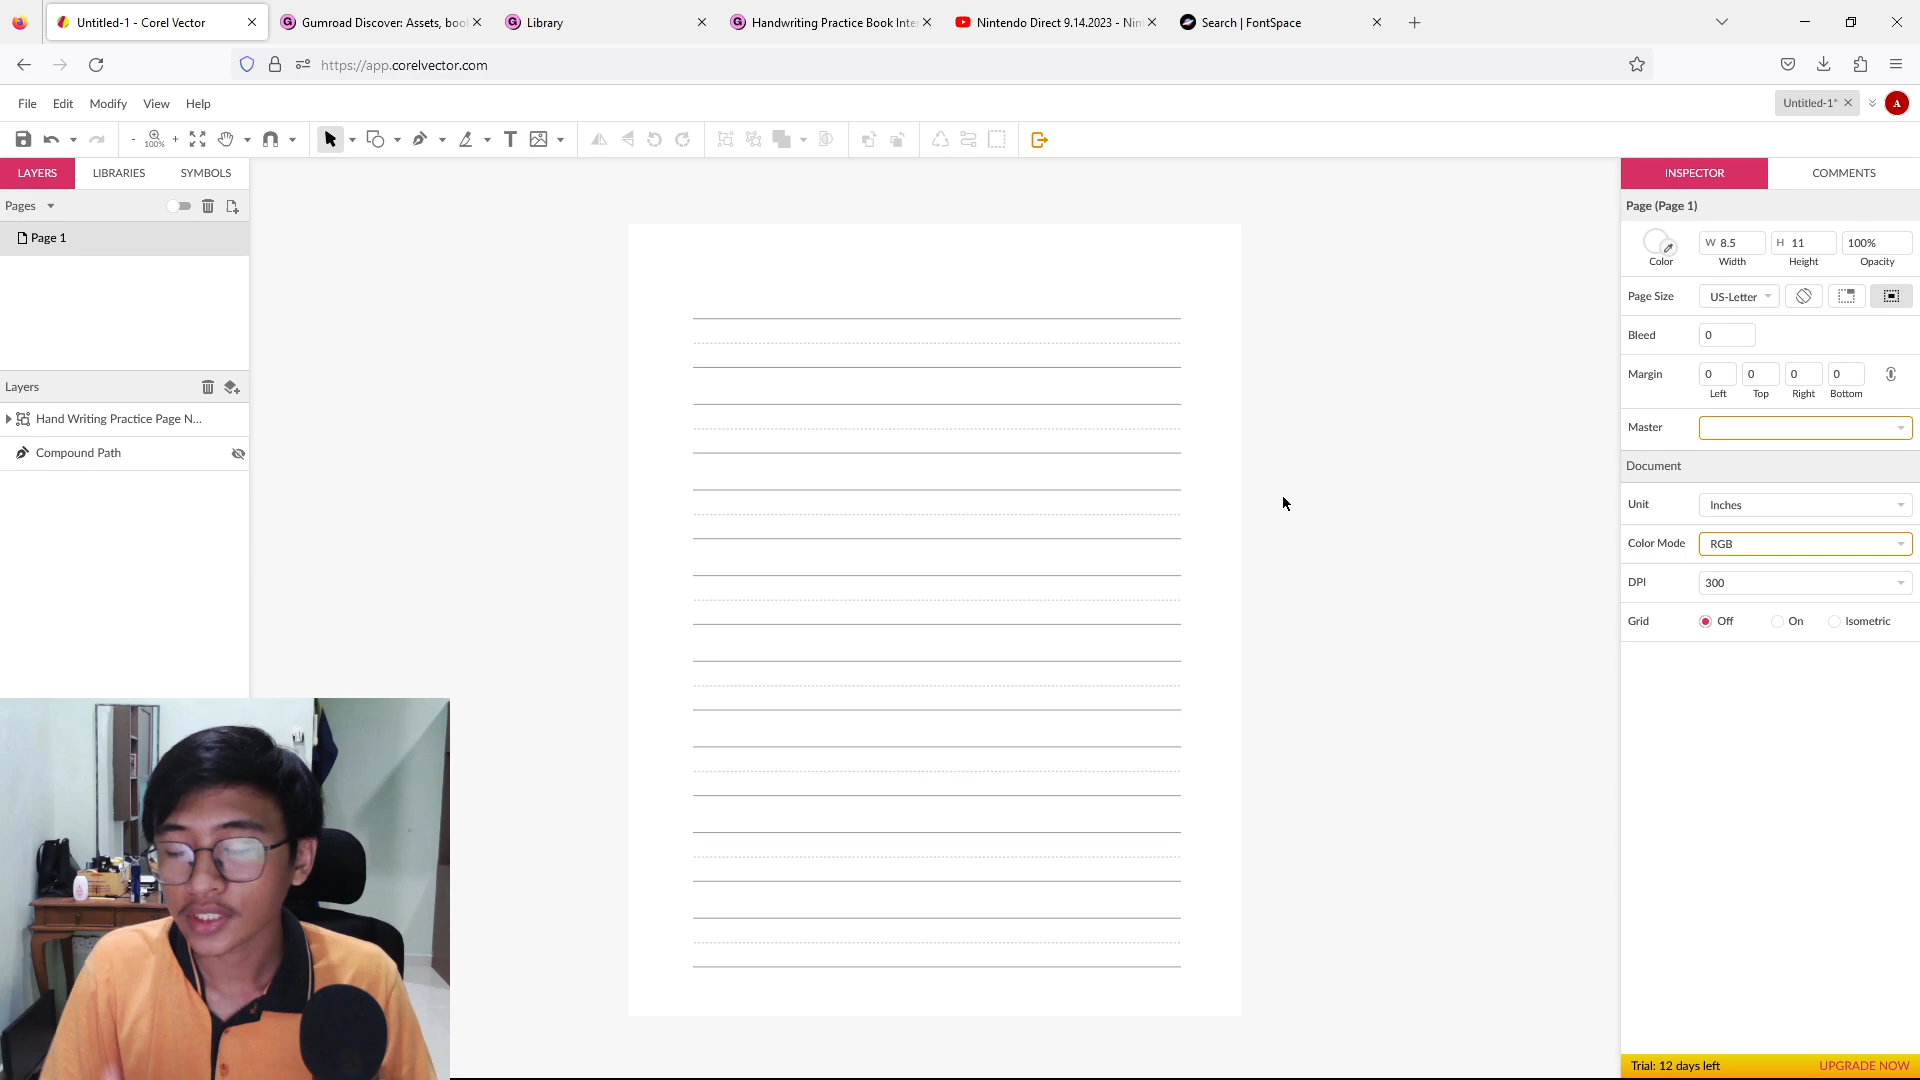 Untitled-1 - Corel Vector
Gumroad Discover: Assets, boo
Library
Handwriting Practice Book Inte
Nintendo Direct 9.14.2023 - Nin
Search | FontSpace
https://app.corelvector.com
File Edit Modify View Help
Untitled-1*
A
- 100% +
T
LAYERS LIBRARIES SYMBOLS
INSPECTOR COMMENTS
Pages
Page (Page 1)
Page 1
W 8.5 H 11 100%
Color Width Height Opacity
Page Size US-Letter
Bleed 0
Margin 0 0 0 0
Left Top Right Bottom
Layers
Hand Writing Practice Page N...
Compound Path
Master
Document
Unit Inches
Color Mode RGB
DPI 300
Grid Off On Isometric
Trial: 12 days left UPGRADE NOW